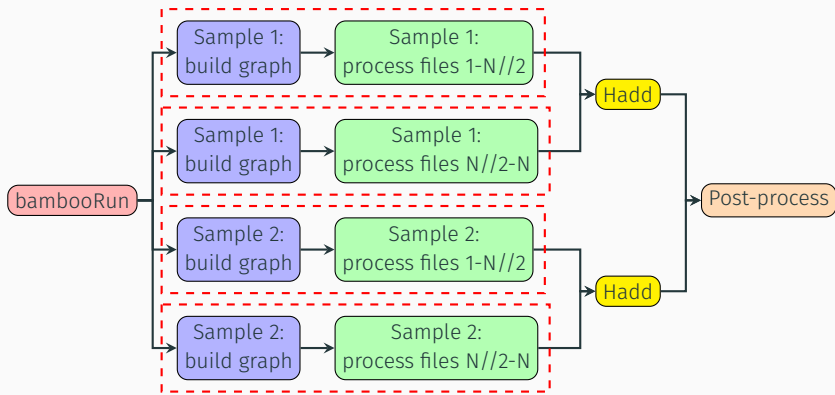 Sample 1:
build graph
Sample 1:
process files 1-N//2
Hadd
Sample 1:
build graph
Sample 1:
process files N//2-N
bambooRun
Post-process
Sample 2:
build graph
Sample 2:
process files 1-N//2
Hadd
Sample 2:
build graph
Sample 2:
process files N//2-N